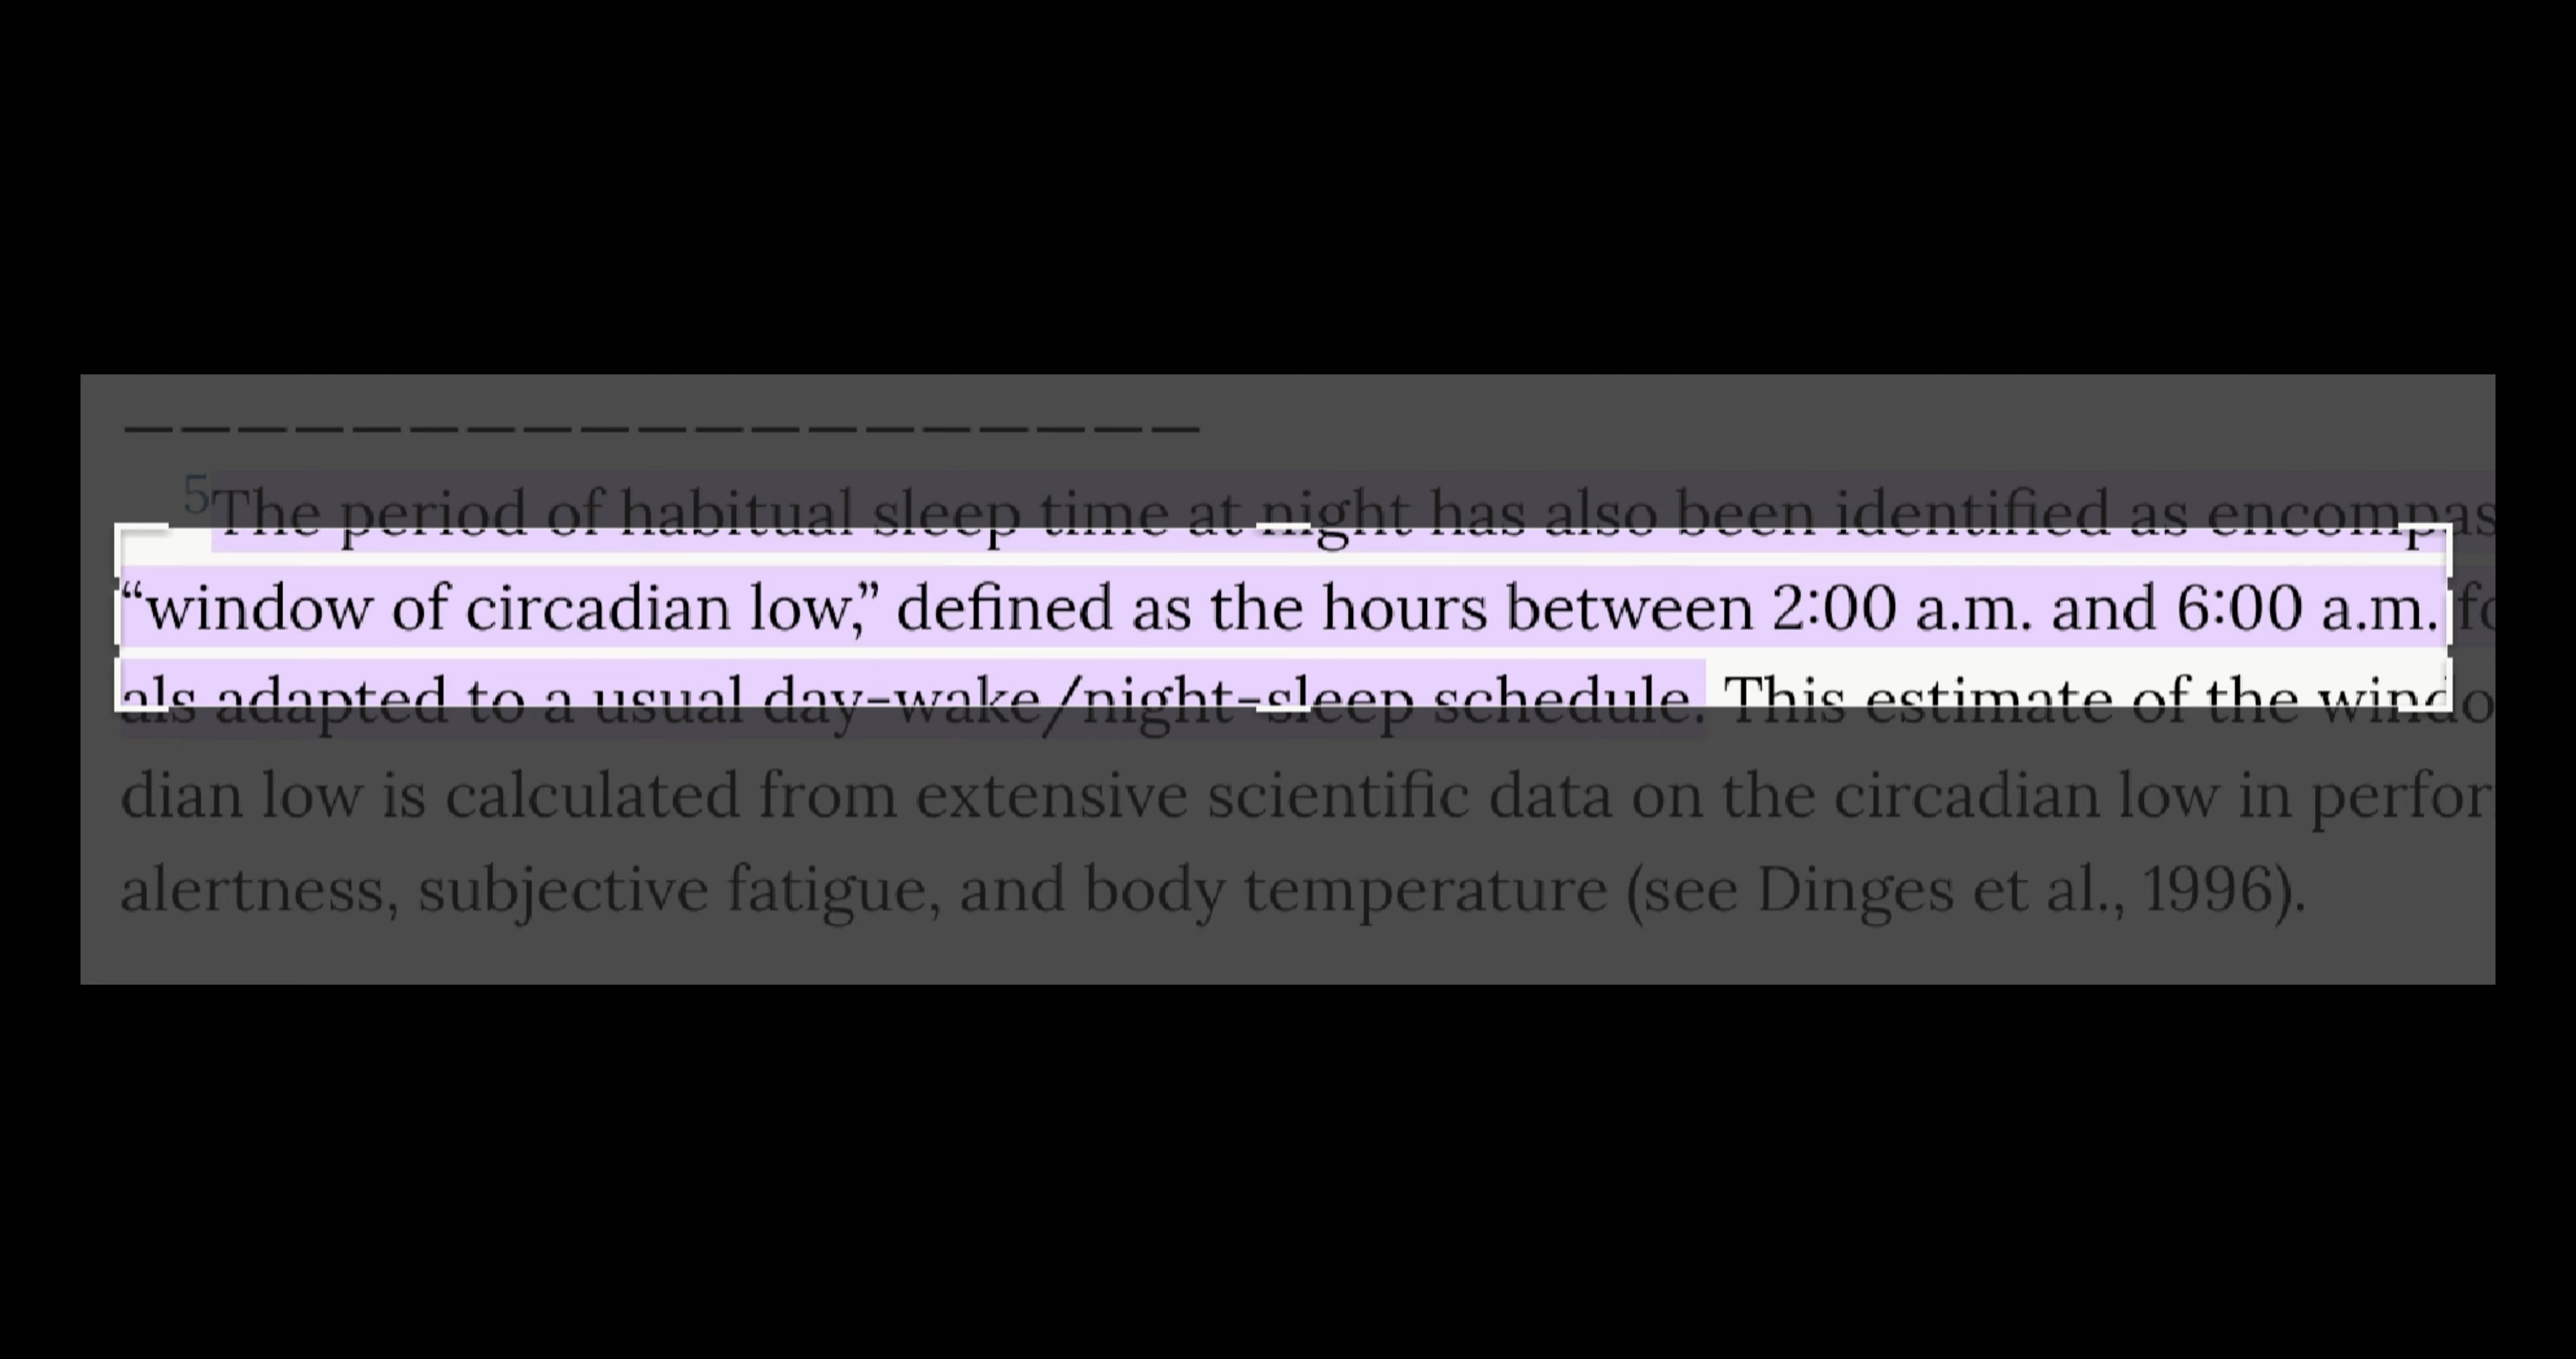 5The period of habitual sleep time at night has also been identified as encompas
“window of circadian low,” defined as the hours between 2:00 a.m. and 6:00 a.m. fo
als adapted to a usual day-wake/night-sleep schedule. This estimate of the windo
dian low is calculated from extensive scientific data on the circadian low in perfor
alertness, subjective fatigue, and body temperature (see Dinges et al., 1996).